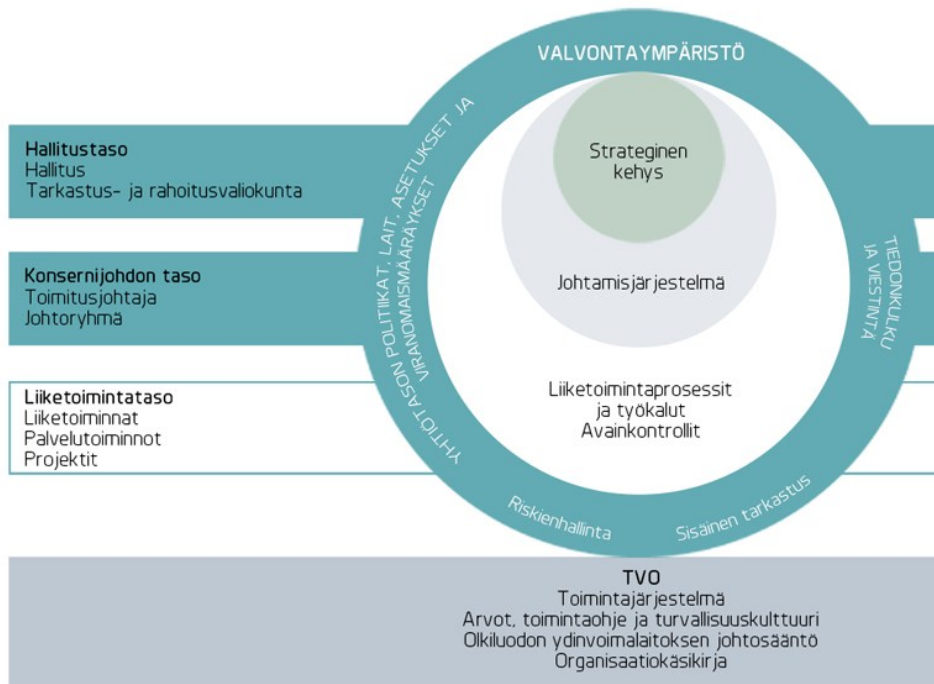 VALVONTAYMPÄRISTÖ
Hallitustaso
Hallitus
Tarkastus- ja rahoitusvaliokunta
Konsernijohdon taso
Toimitusjohtaja
Johtoryhmä
Liiketoimintataso
Liiketoiminnat
Palvelutoiminnot
Projektit
YHTIÖTASON POLITIIKAT, LAIT, ASETUKSET JA
VIRANOMAISMÄÄRÄYKSET
Strateginen
kehys
Johtamisjärjestelmä
Liiketoimintaprosessit
ja työkalut
Avainkontrollit
TIEDONKULKU
JA VIESTINTÄ
Riskienhallinta
Sisäinen tarkastus
TVO
Toimintajärjestelmä
Arvot, toimintaohje ja turvallisuuskulttuuri
Olkiluodon ydinvoimalaitoksen johtosääntö
Organisaatiokäsikirja